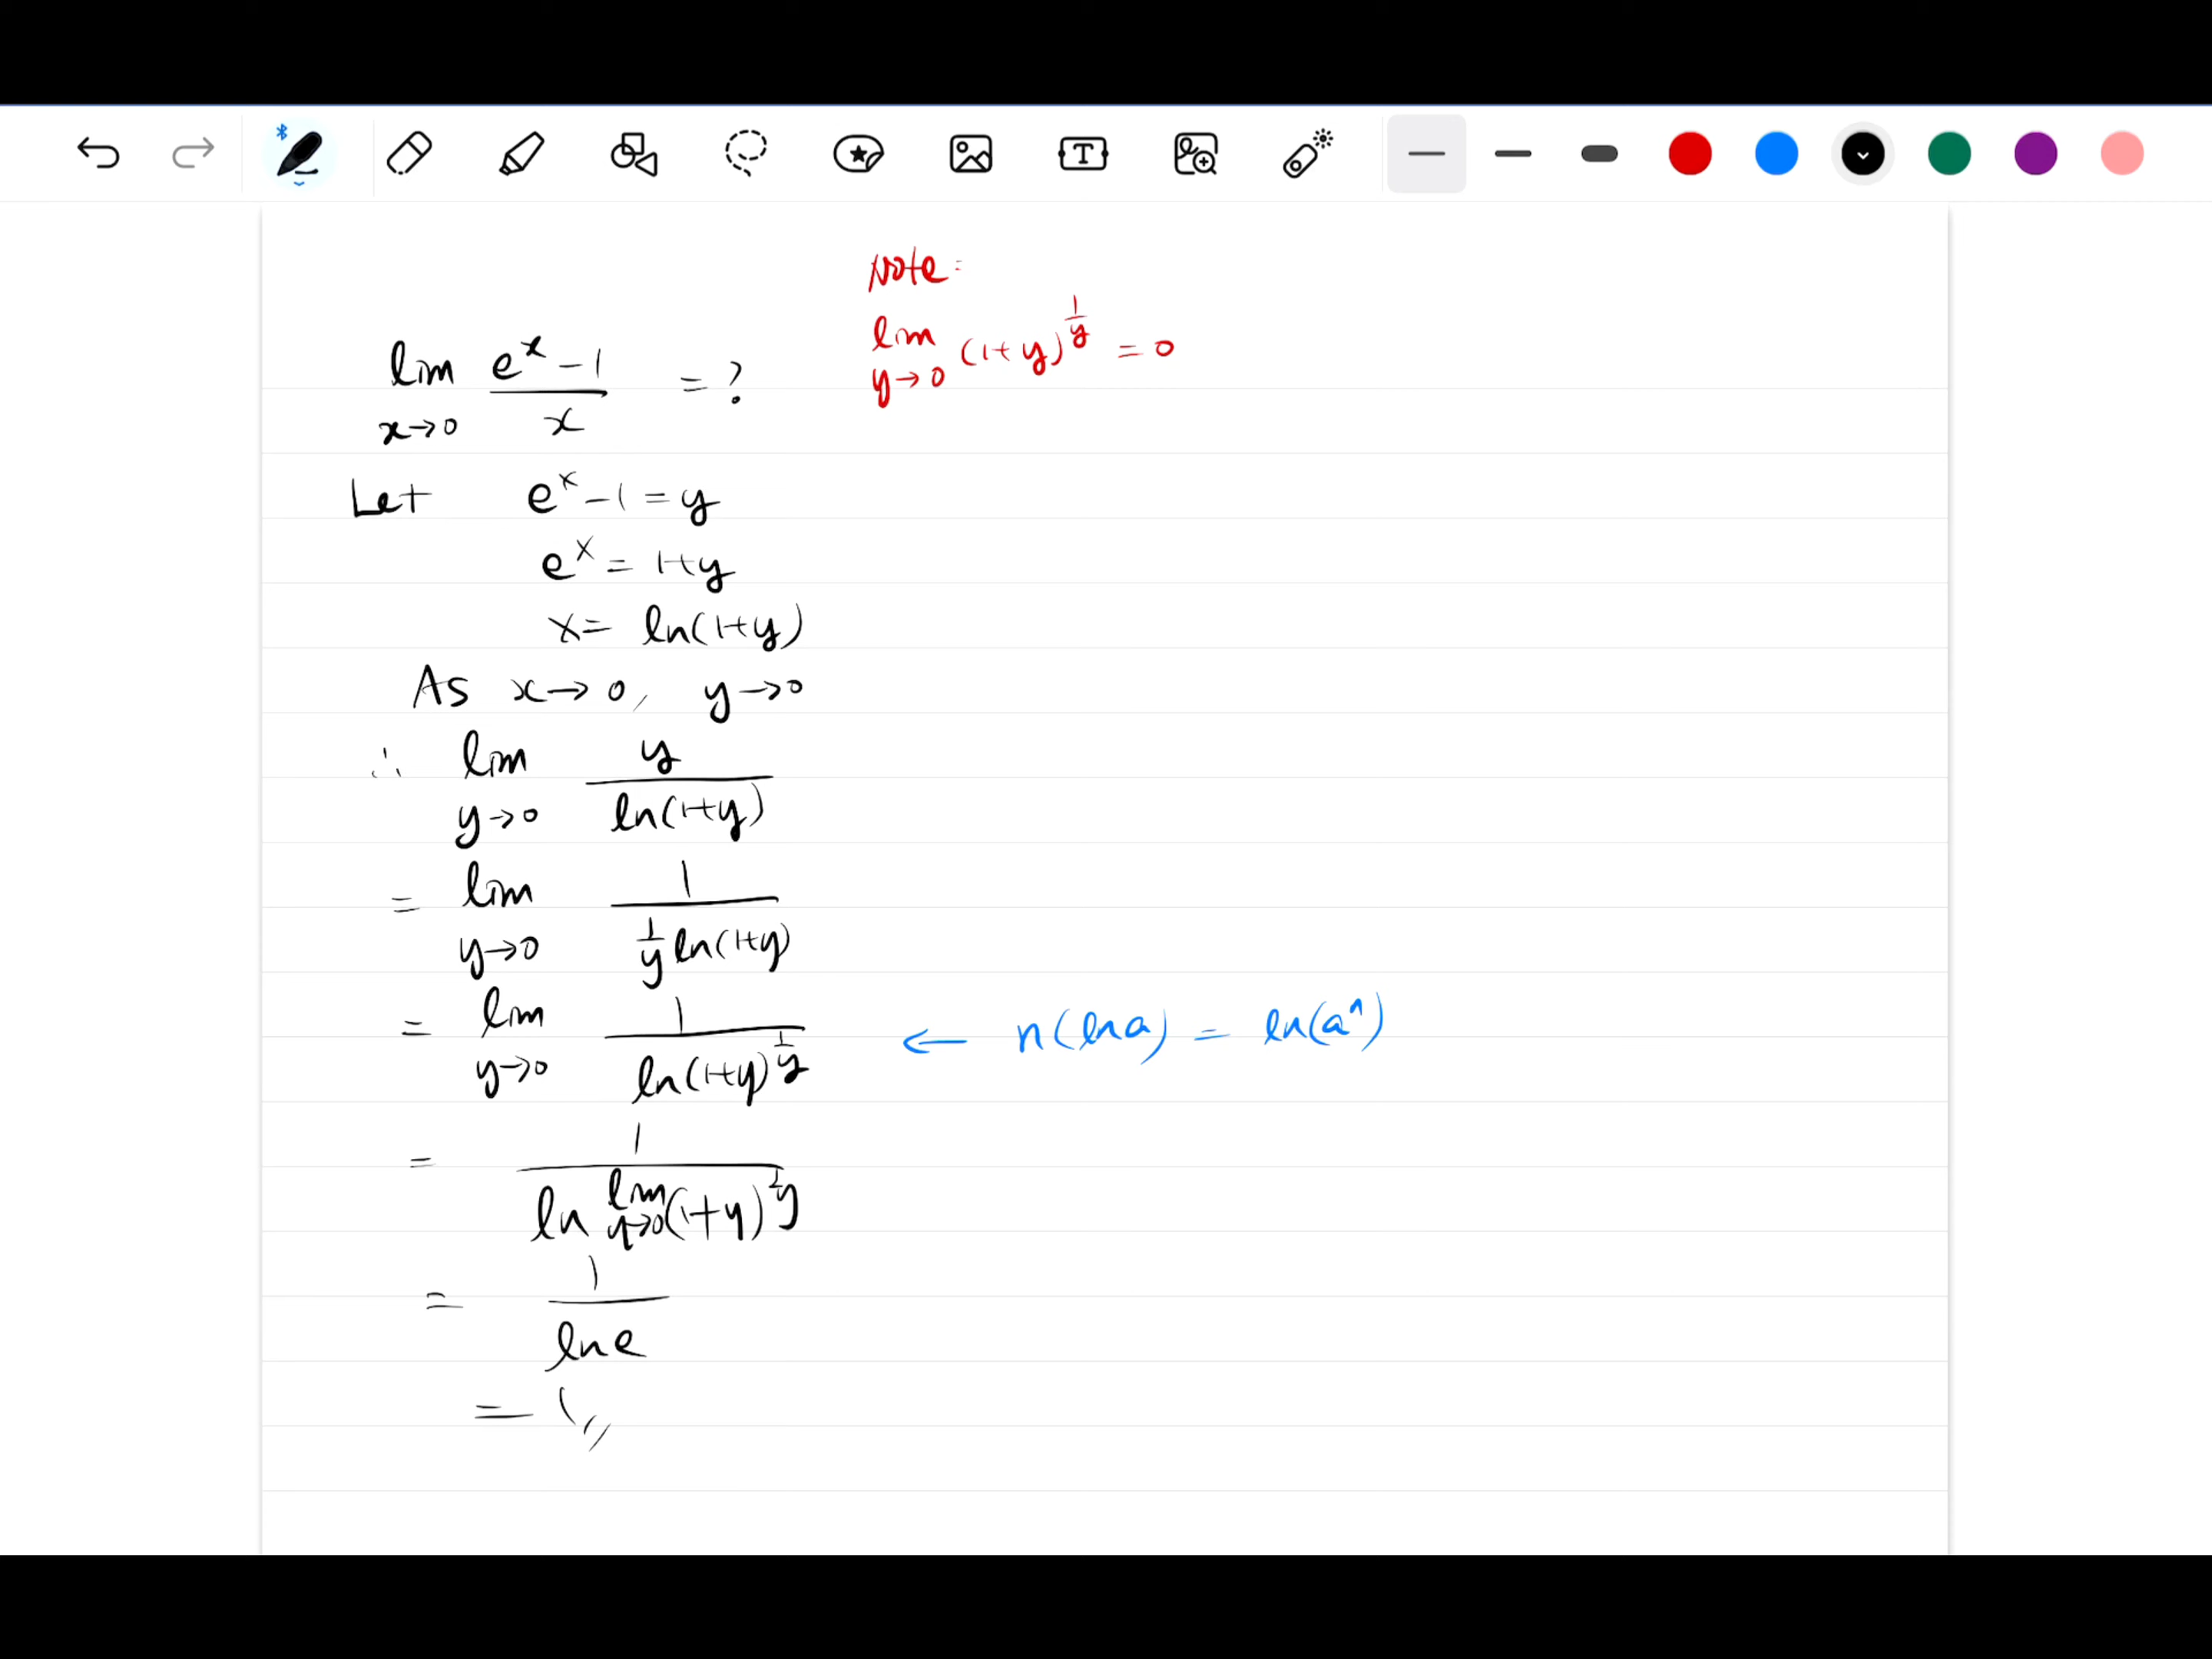 Note:
lim y→0 (1+y)^(1/y) = 0
lim x→0 (e^x − 1)/x = ?
Let e^x − 1 = y
e^x = 1+y
x = ln(1+y)
As x→0, y→0
∴ lim y→0 y/ln(1+y)
= lim y→0 1/((1/y) ln(1+y))
= lim y→0 1/(ln(1+y)^(1/y)) ← n(ln a) = ln(a^n)
= 1/(ln lim y→0 (1+y)^(1/y))
= 1/(ln e)
= 1